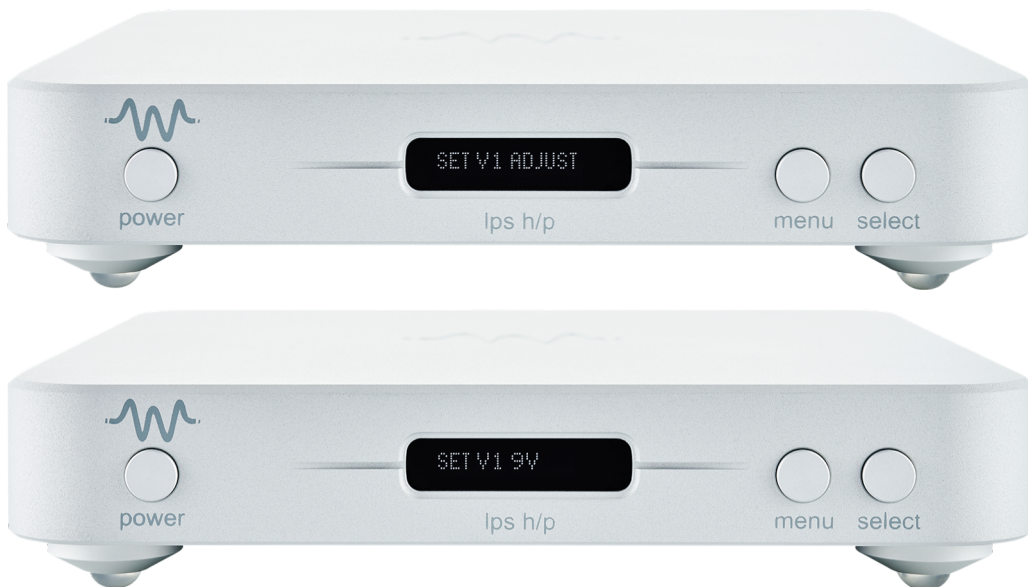 SET V1 ADJUST
power
lps h/p
menu
select
SET V1 9V
power
lps h/p
menu
select